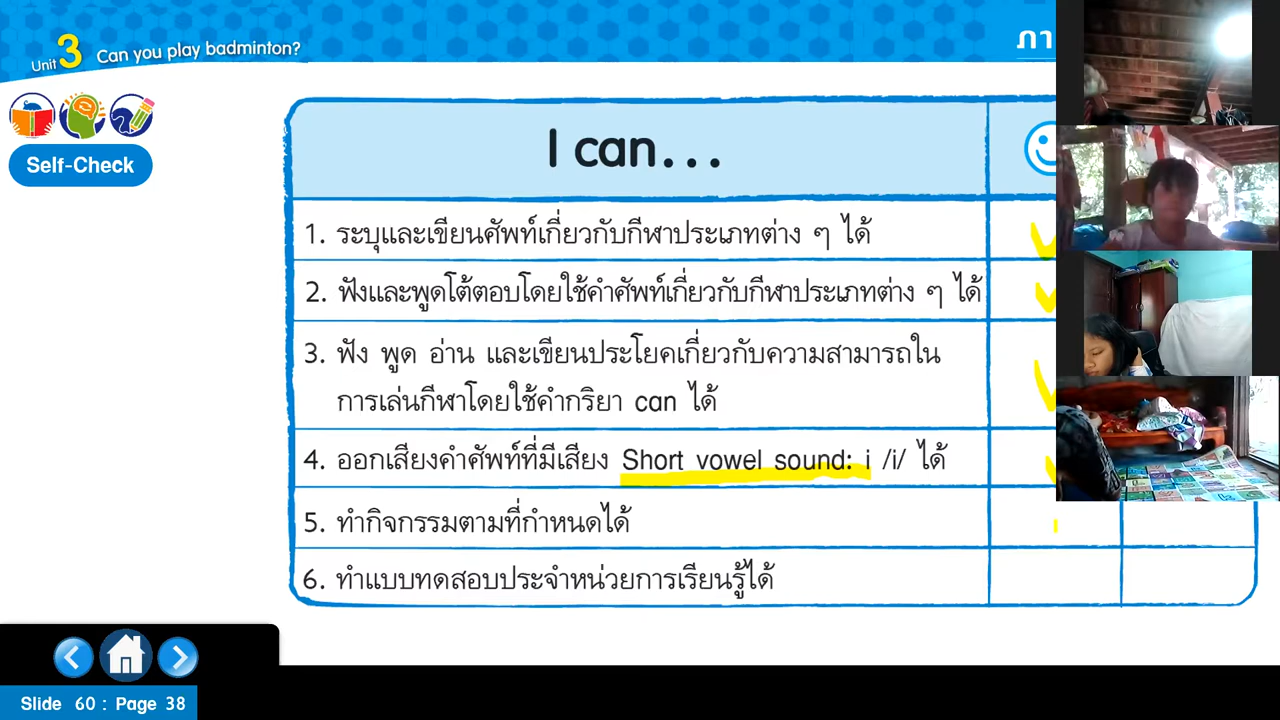 Unit 3 Can you play badminton?
ภา
Self-Check
I can...
1. ระบุและเขียนศัพท์เกี่ยวกับกีฬาประเภทต่าง ๆ ได้
2. ฟังและพูดโต้ตอบโดยใช้คำศัพท์เกี่ยวกับกีฬาประเภทต่าง ๆ ได้
3. ฟัง พูด อ่าน และเขียนประโยคเกี่ยวกับความสามารถใน
การเล่นกีฬาโดยใช้คำกริยา can ได้
4. ออกเสียงคำศัพท์ที่มีเสียง Short vowel sound: i /i/ ได้
5. ทำกิจกรรมตามที่กำหนดได้
6. ทำแบบทดสอบประจำหน่วยการเรียนรู้ได้
Slide 60 : Page 38